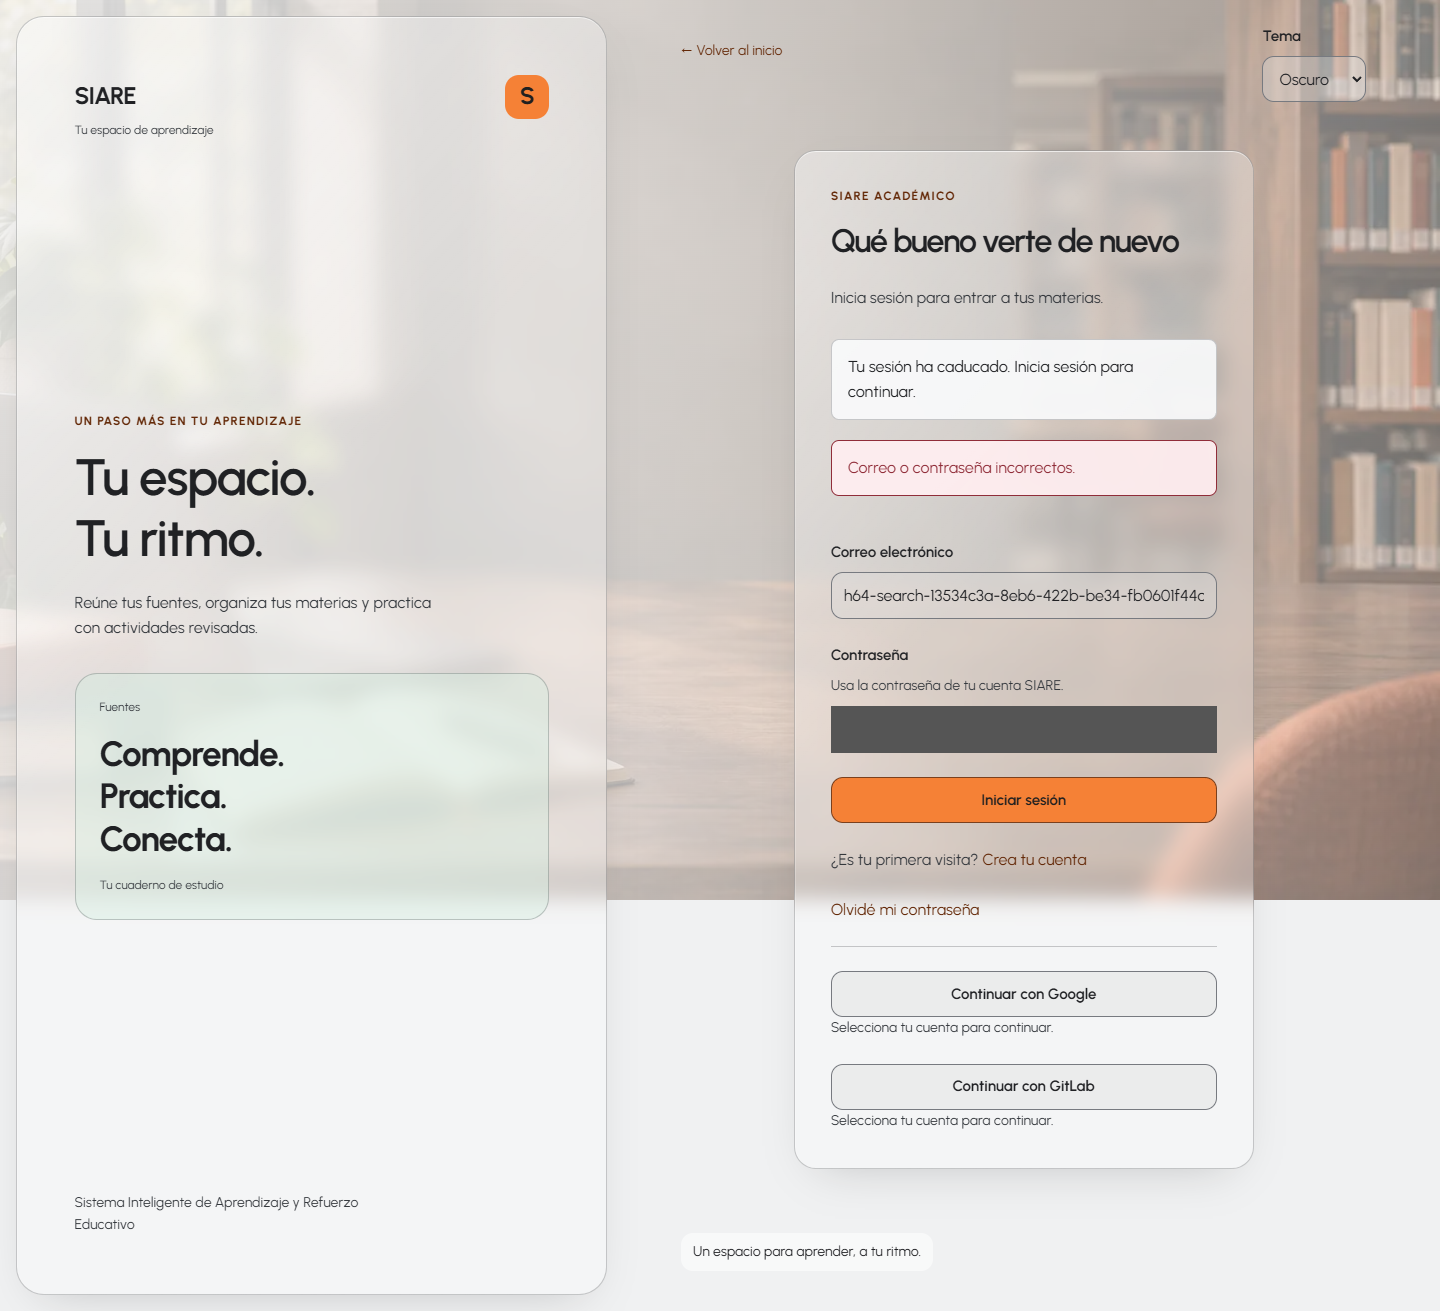 SIARE
S
Tu espacio de aprendizaje
UN PASO MÁS EN TU APRENDIZAJE
Tu espacio.
Tu ritmo.
Reúne tus fuentes, organiza tus materias y practica
con actividades revisadas.
Fuentes
Comprende.
Practica.
Conecta.
Tu cuaderno de estudio
Sistema Inteligente de Aprendizaje y Refuerzo
Educativo
← Volver al inicio
Tema
Oscuro
SIARE ACADÉMICO
Qué bueno verte de nuevo
Inicia sesión para entrar a tus materias.
Tu sesión ha caducado. Inicia sesión para
continuar.
Correo o contraseña incorrectos.
Correo electrónico
h64-search-13534c3a-8eb6-422b-be34-fb0601f44c
Contraseña
Usa la contraseña de tu cuenta SIARE.
Iniciar sesión
¿Es tu primera visita? Crea tu cuenta
Olvidé mi contraseña
Continuar con Google
Selecciona tu cuenta para continuar.
Continuar con GitLab
Selecciona tu cuenta para continuar.
Un espacio para aprender, a tu ritmo.